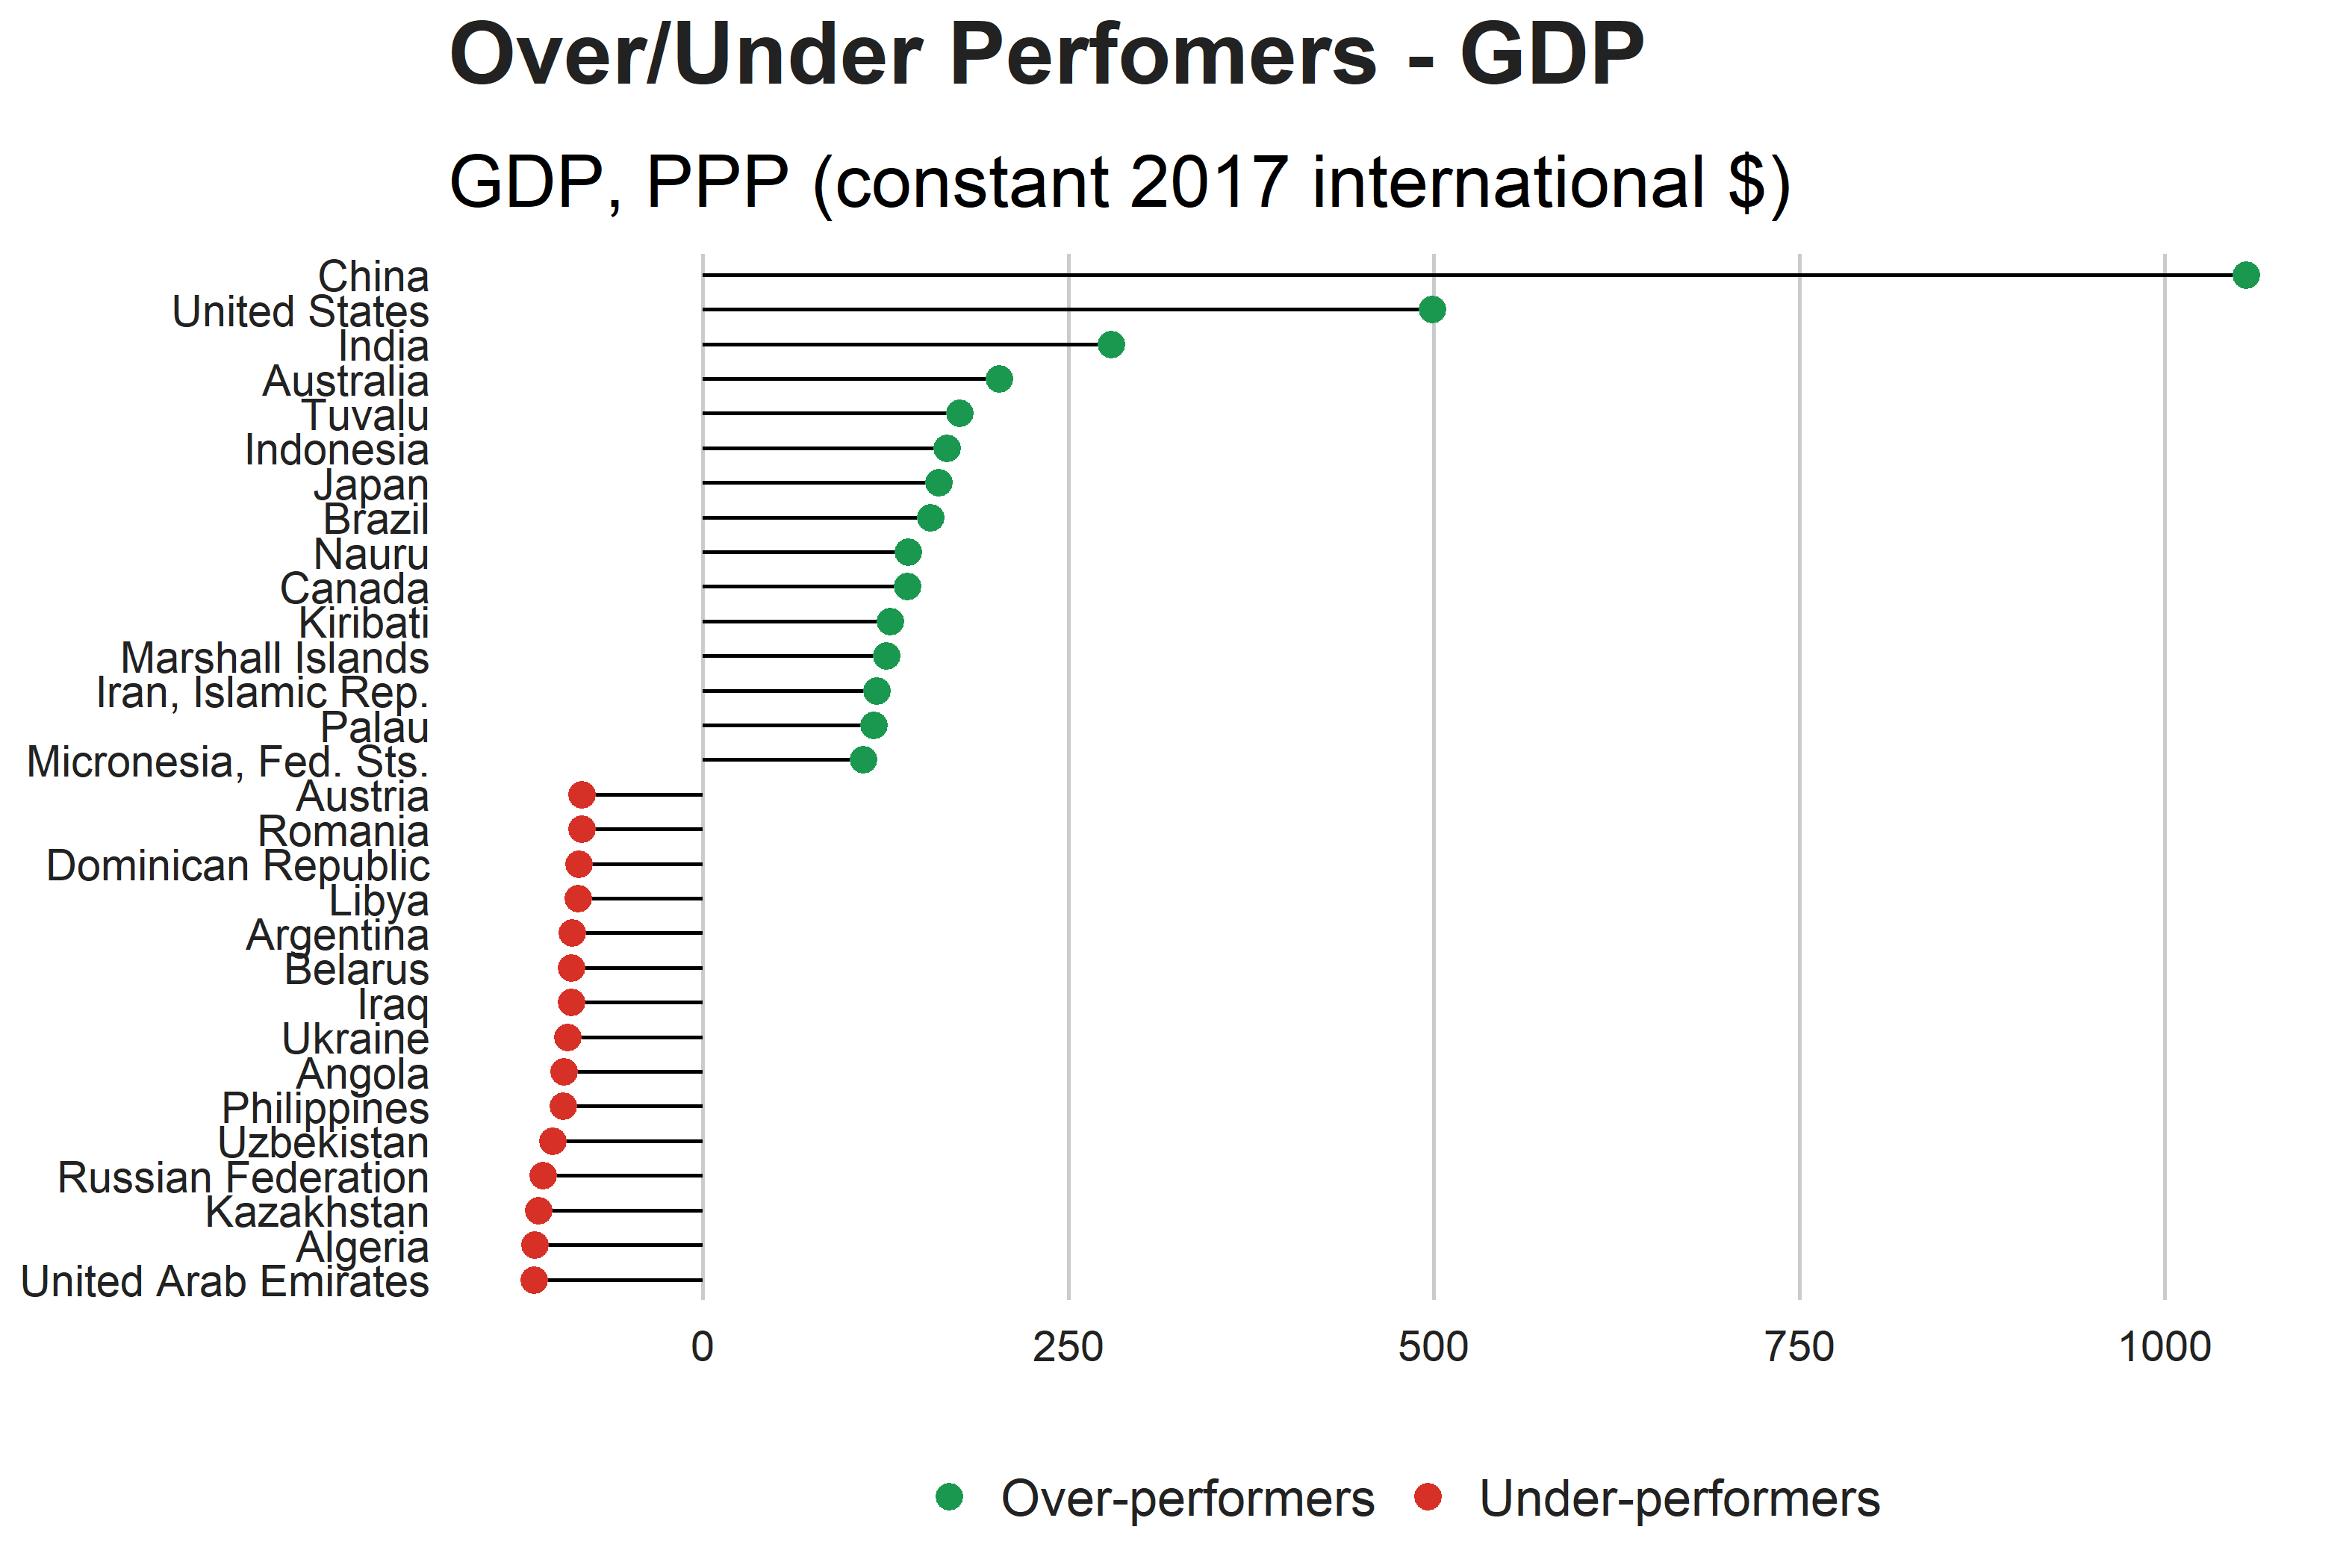 Over/Under Perfomers - GDP
GDP, PPP (constant 2017 international $)
China
United States
India
Australia
Tuvalu
Indonesia
Japan
Brazil
Nauru
Canada
Kiribati
Marshall Islands
Iran, Islamic Rep.
Palau
Micronesia, Fed. Sts.
Austria
Romania
Dominican Republic
Libya
Argentina
Belarus
Iraq
Ukraine
Angola
Philippines
Uzbekistan
Russian Federation
Kazakhstan
Algeria
United Arab Emirates
0 250 500 750 1000
Over-performers Under-performers